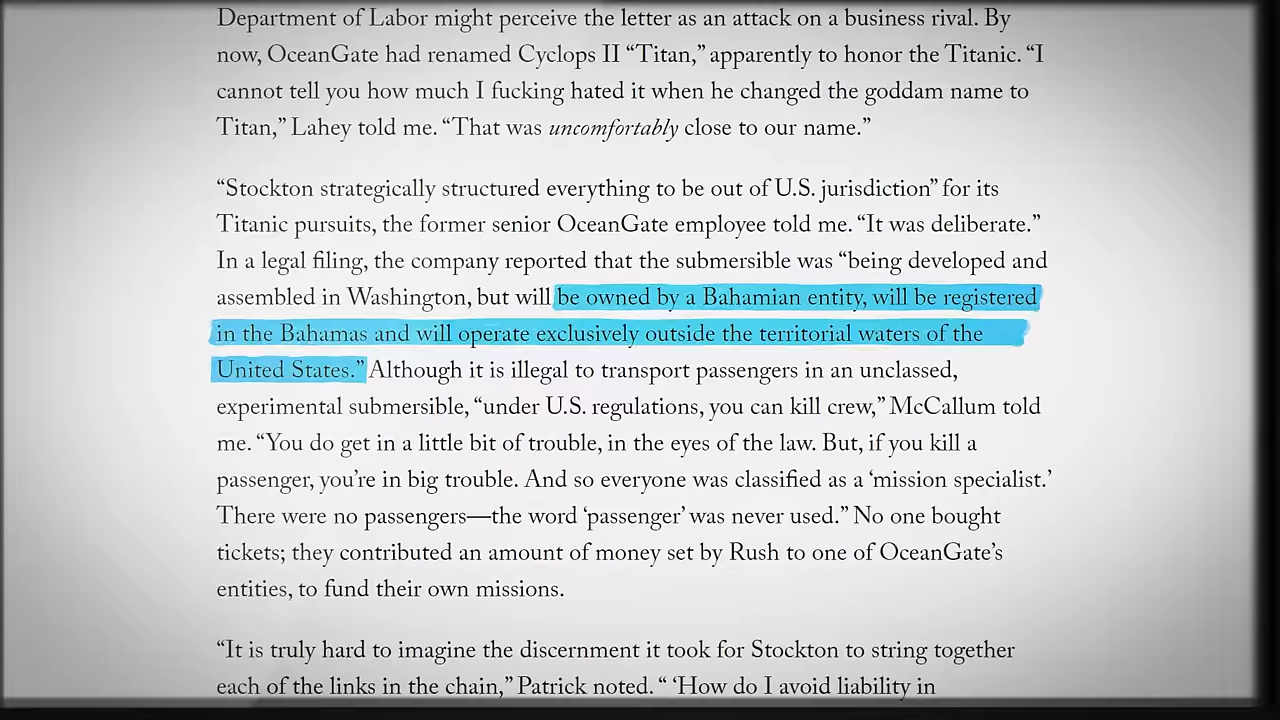 Department of Labor might perceive the letter as an attack on a business rival. By
now, OceanGate had renamed Cyclops II “Titan,” apparently to honor the Titanic. “I
cannot tell you how much I fucking hated it when he changed the goddam name to
Titan,” Lahey told me. “That was uncomfortably close to our name.”
“Stockton strategically structured everything to be out of U.S. jurisdiction” for its
Titanic pursuits, the former senior OceanGate employee told me. “It was deliberate.”
In a legal filing, the company reported that the submersible was “being developed and
assembled in Washington, but will be owned by a Bahamian entity, will be registered
in the Bahamas and will operate exclusively outside the territorial waters of the
United States.” Although it is illegal to transport passengers in an unclassed,
experimental submersible, “under U.S. regulations, you can kill crew,” McCallum told
me. “You do get in a little bit of trouble, in the eyes of the law. But, if you kill a
passenger, you’re in big trouble. And so everyone was classified as a ‘mission specialist.’
There were no passengers—the word ‘passenger’ was never used.” No one bought
tickets; they contributed an amount of money set by Rush to one of OceanGate’s
entities, to fund their own missions.
“It is truly hard to imagine the discernment it took for Stockton to string together
each of the links in the chain,” Patrick noted. “ ‘How do I avoid liability in